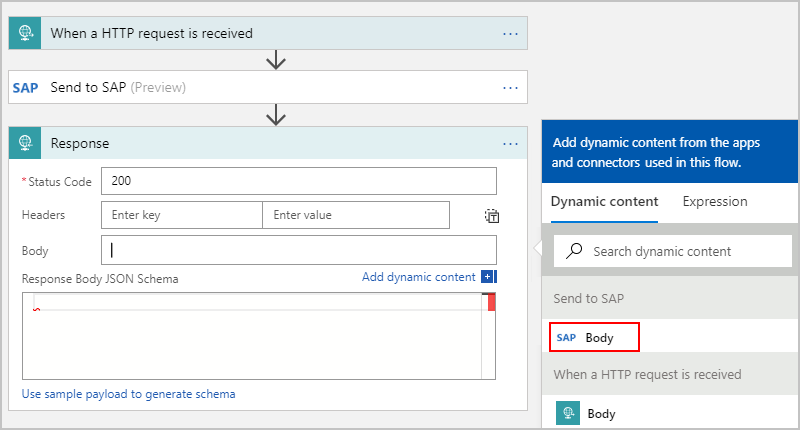 When a HTTP request is received
SAP Send to SAP (Preview)
Response
*Status Code 200
Headers Enter key Enter value
Body
Response Body JSON Schema Add dynamic content
Use sample payload to generate schema
Add dynamic content from the apps
and connectors used in this flow.
Dynamic content Expression
Search dynamic content
Send to SAP
SAP Body
When a HTTP request is received
Body